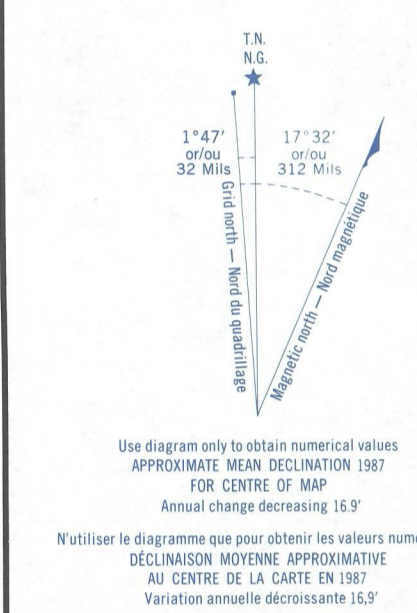 T.N.
N.G.
1°47'
or/ou
32 Mils
17°32'
or/ou
312 Mils
Grid north — Nord du quadrillage
Magnetic north — Nord magnétique
Use diagram only to obtain numerical values
APPROXIMATE MEAN DECLINATION 1987
FOR CENTRE OF MAP
Annual change decreasing 16.9'
N'utiliser le diagramme que pour obtenir les valeurs num
DÉCLINAISON MOYENNE APPROXIMATIVE
AU CENTRE DE LA CARTE EN 1987
Variation annuelle décroissante 16,9'